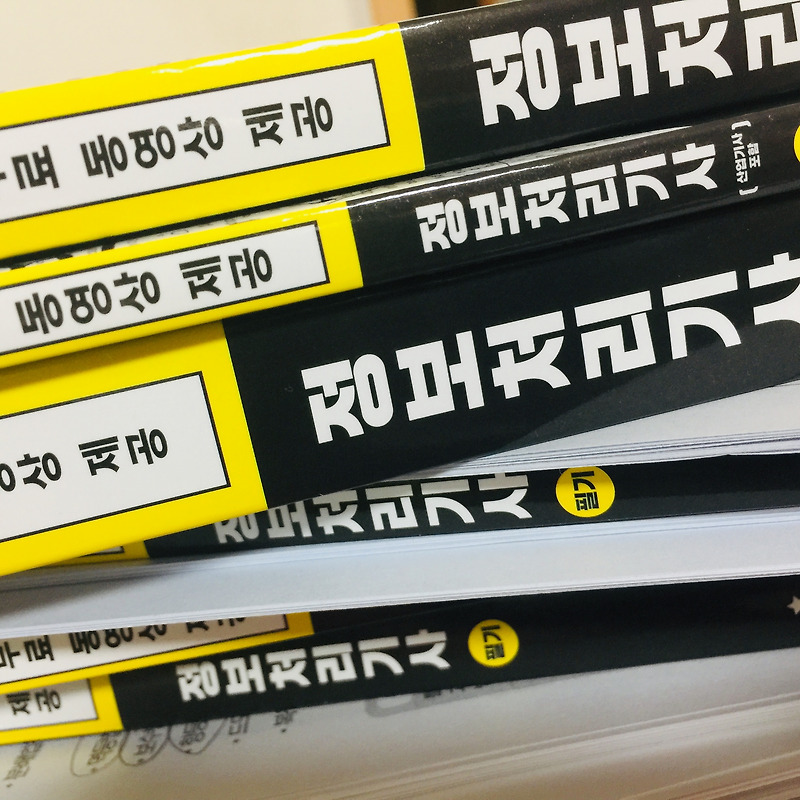 무료 동영상 제공
정보처리
동영상 제공
정보처리기사
[ 산업기사 포함 ]
상 제공
정보처리기사
정보처리기사
필기
무료 동영상 제공
제공
정보처리기사
필기